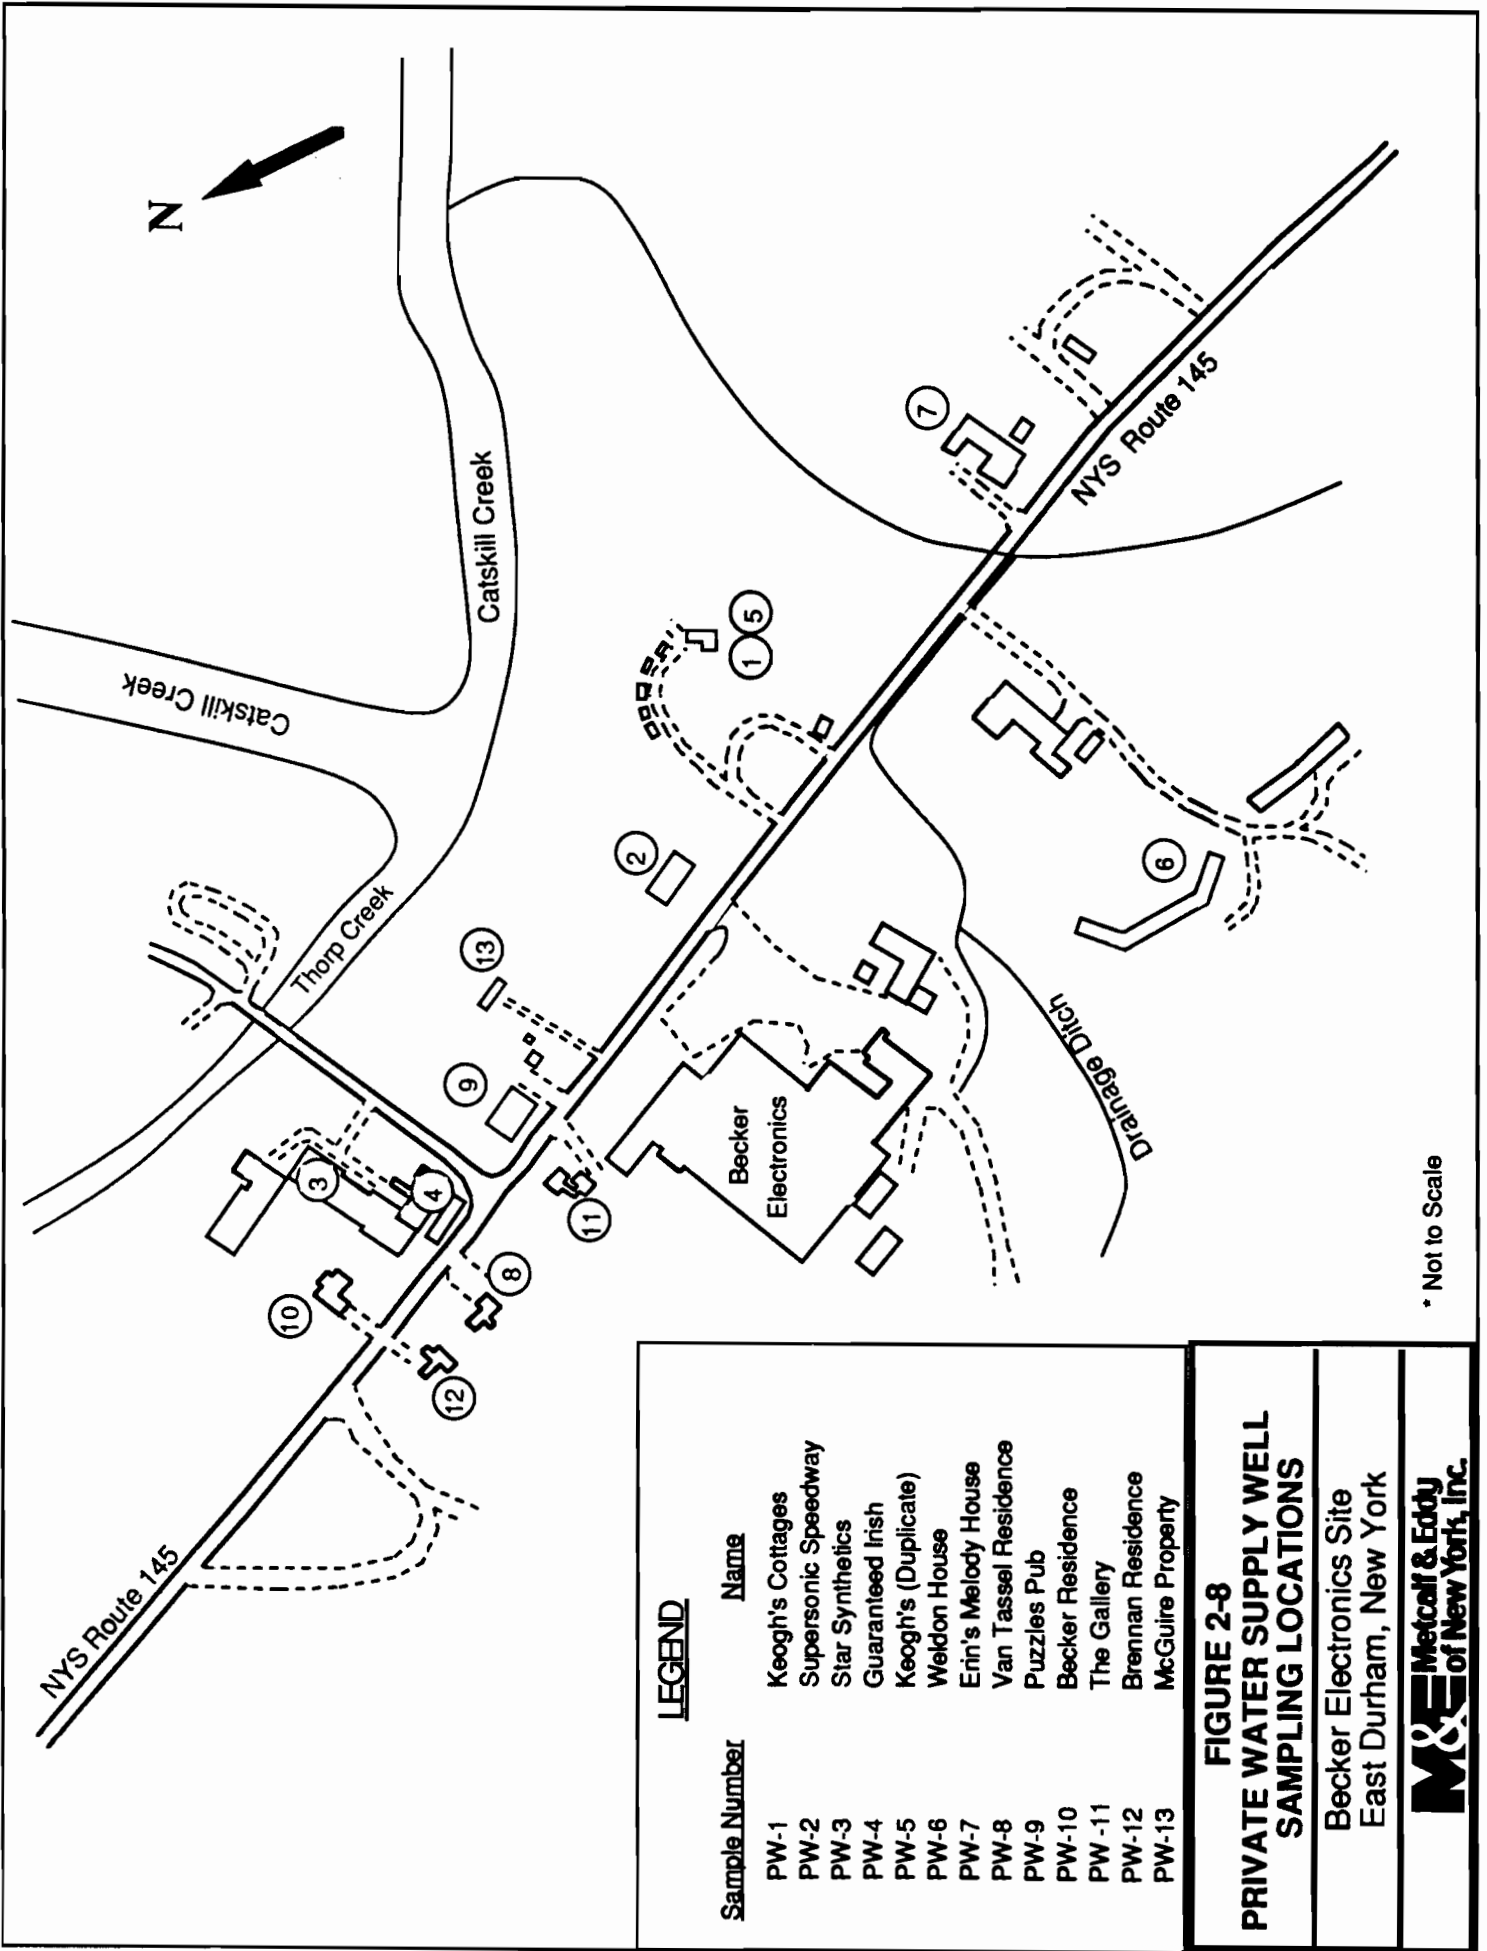 N
Catskill Creek
Catskill Creek
Thorp Creek
NYS Route 145
NYS Route 145
Drainage Ditch
Becker
Electronics
1
5
2
3
4
6
7
8
9
10
11
12
13
* Not to Scale
LEGEND
Sample Number Name
PW-1 Keogh's Cottages
PW-2 Supersonic Speedway
PW-3 Star Synthetics
PW-4 Guaranteed Irish
PW-5 Keogh's (Duplicate)
PW-6 Weldon House
PW-7 Erin's Melody House
PW-8 Van Tassel Residence
PW-9 Puzzles Pub
PW-10 Becker Residence
PW -11 The Gallery
PW-12 Brennan Residence
PW-13 McGuire Property
FIGURE 2-8
PRIVATE WATER SUPPLY WELL
SAMPLING LOCATIONS
Becker Electronics Site
East Durham, New York
M&E Metcalf & Eddy
of New York, Inc.